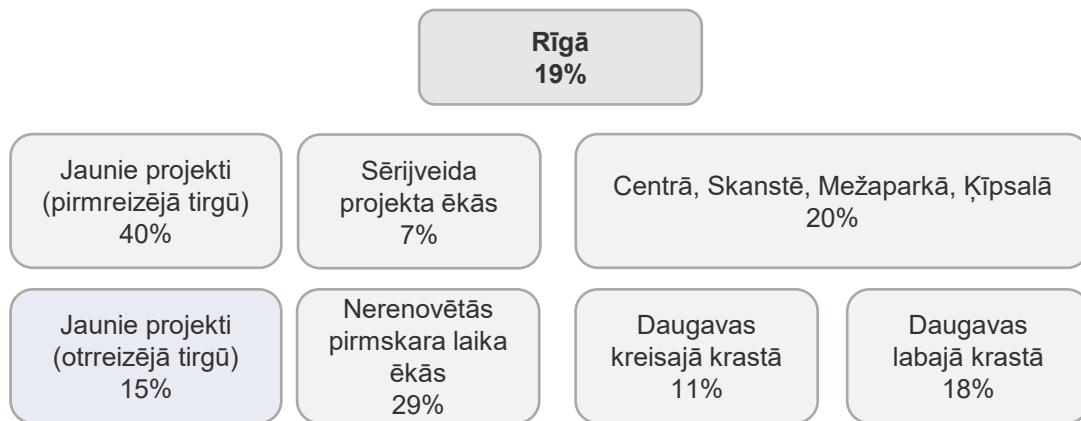 Rīgā
19%
Jaunie projekti
(pirmreizējā tirgū)
40%
Sērijveida
projekta ēkās
7%
Centrā, Skanstē, Mežaparkā, Ķīpsalā
20%
Jaunie projekti
(otrreizējā tirgū)
15%
Nerenovētās
pirmskara laika
ēkās
29%
Daugavas
kreisajā krastā
11%
Daugavas
labajā krastā
18%